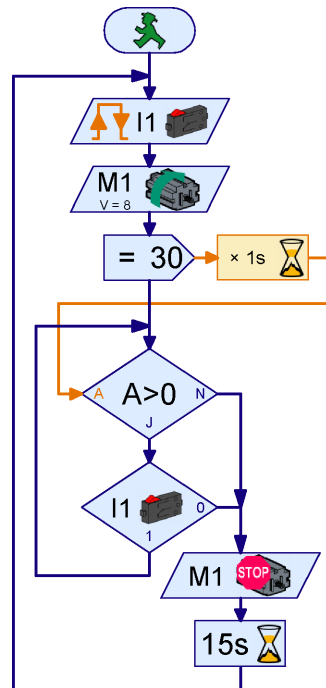 I1
M1
V = 8
= 30
× 1s
A
A>0
N
J
I1
0
1
M1
STOP
15s